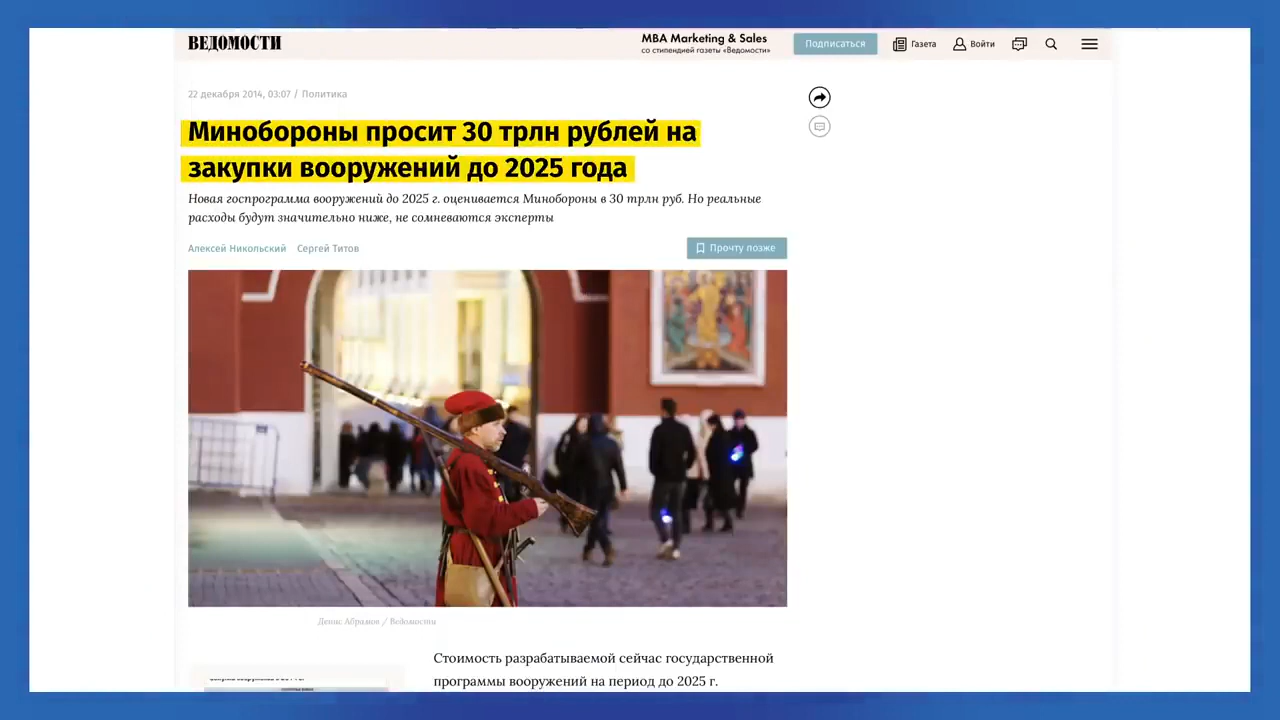 ВЕДОМОСТИ
MBA Marketing & Sales
со стипендией газеты «Ведомости»
Подписаться
Газета
Войти
22 декабря 2014, 03:07 / Политика
Минобороны просит 30 трлн рублей на
закупки вооружений до 2025 года
Новая госпрограмма вооружений до 2025 г. оценивается Минобороны в 30 трлн руб. Но реальные
расходы будут значительно ниже, не сомневаются эксперты
Алексей Никольский Сергей Титов
Прочту позже
Денис Абрамов / Ведомости
Стоимость разрабатываемой сейчас государственной
программы вооружений на период до 2025 г.